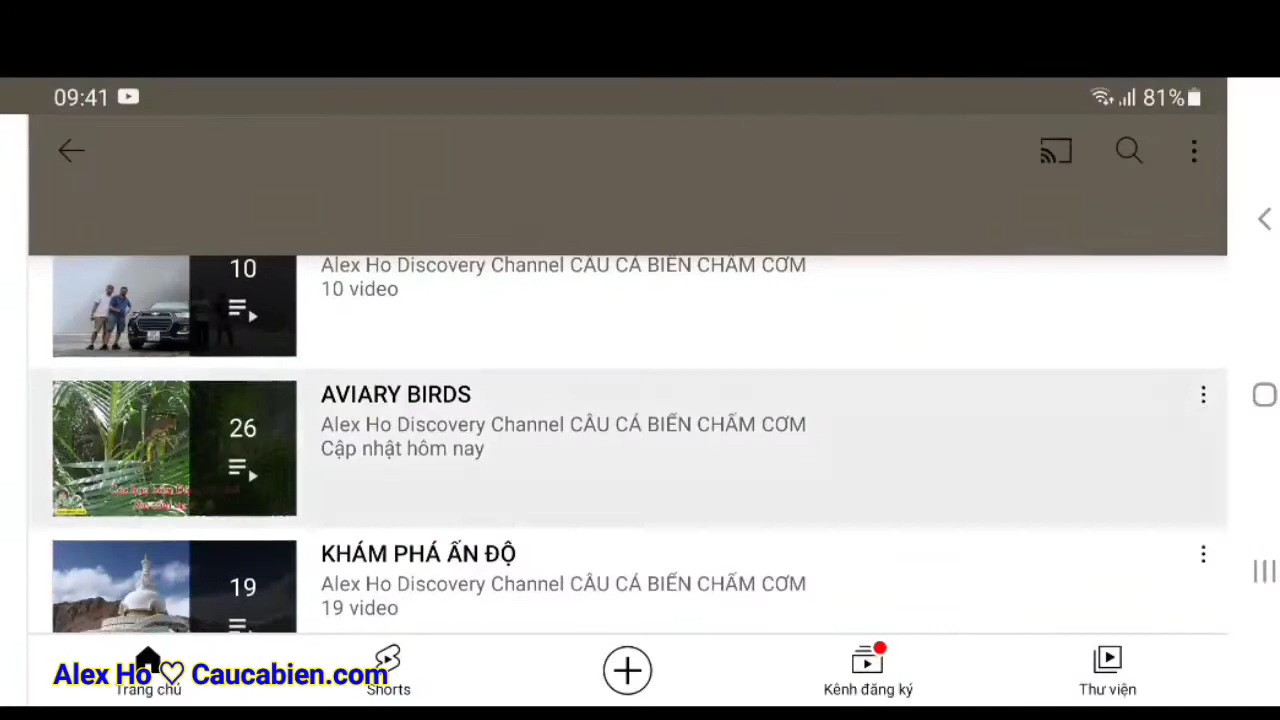 09:41
81%
10
Alex Ho Discovery Channel CÂU CÁ BIỂN CHẤM CƠM
10 video
26
AVIARY BIRDS
Alex Ho Discovery Channel CÂU CÁ BIỂN CHẤM CƠM
Cập nhật hôm nay
19
KHÁM PHÁ ẤN ĐỘ
Alex Ho Discovery Channel CÂU CÁ BIỂN CHẤM CƠM
19 video
Alex Ho ♡ Caucabien.com
Trang chủ
Shorts
Kênh đăng ký
Thư viện